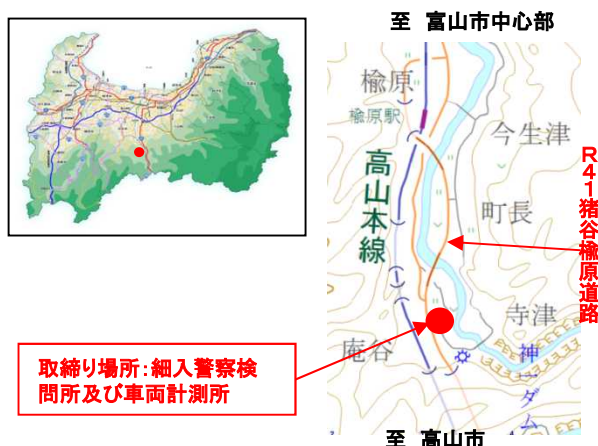 至 富山市中心部
楡原
楡原駅
今生津
高山本線
町長
R41猪谷楡原道路
寺津
庵谷
神一ダム
取締り場所:細入警察検
問所及び車両計測所
至 高山市